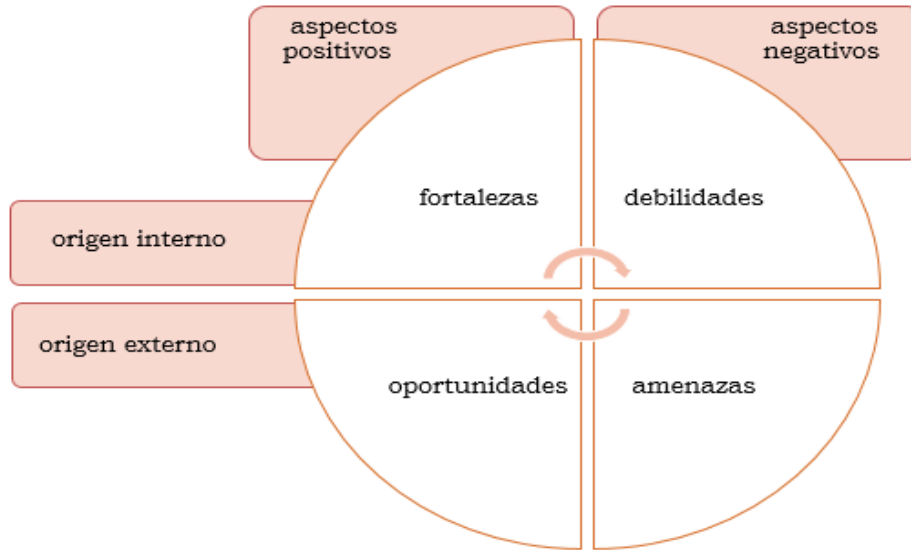 aspectos
positivos
aspectos
negativos
fortalezas
debilidades
origen interno
origen externo
oportunidades
amenazas